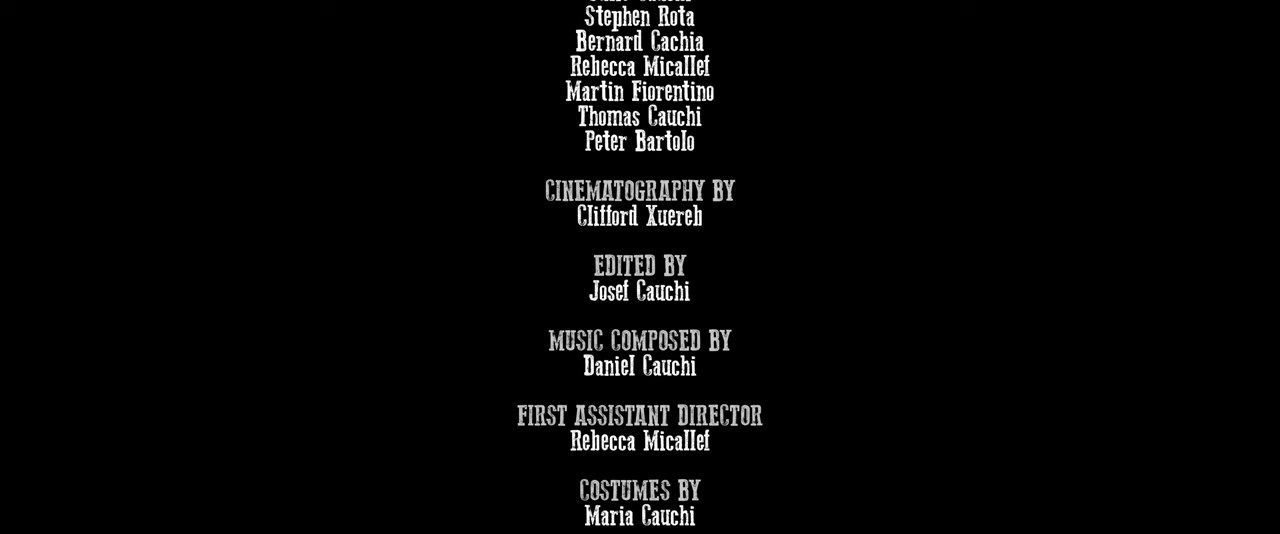 Stephen Rota
Bernard Cachia
Rebecca Micallef
Martin Fiorentino
Thomas Cauchi
Peter Bartolo
CINEMATOGRAPHY BY
Clifford Xuereb
EDITED BY
Josef Cauchi
MUSIC COMPOSED BY
Daniel Cauchi
FIRST ASSISTANT DIRECTOR
Rebecca Micallef
COSTUMES BY
Maria Cauchi